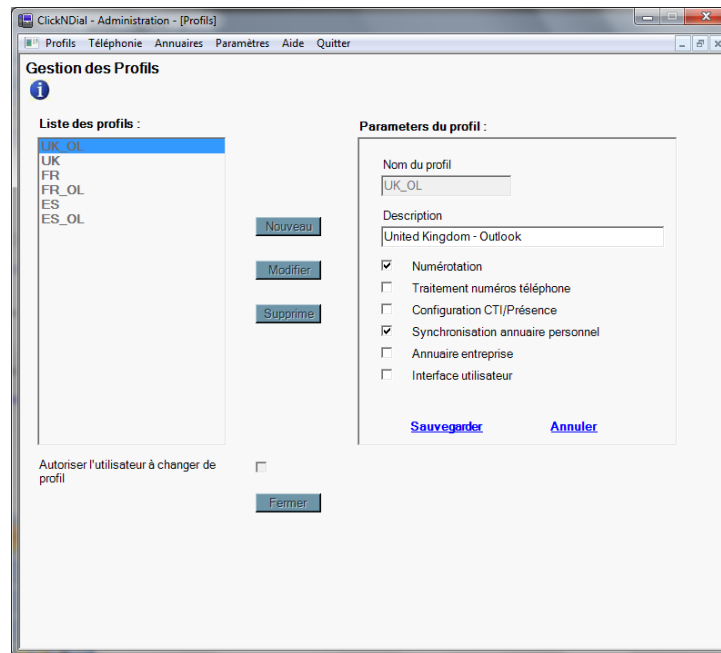 ClickNDial - Administration - [Profils]
Profils Téléphonie Annuaires Paramètres Aide Quitter
Gestion des Profils
Liste des profils :
UK_OL
UK
FR
FR_OL
ES
ES_OL
Nouveau
Modifier
Supprime
Parameters du profil :
Nom du profil
UK_OL
Description
United Kingdom - Outlook
Numérotation
Traitement numéros téléphone
Configuration CTI/Présence
Synchronisation annuaire personnel
Annuaire entreprise
Interface utilisateur
Sauvegarder Annuler
Autoriser l'utilisateur à changer de
profil
Fermer